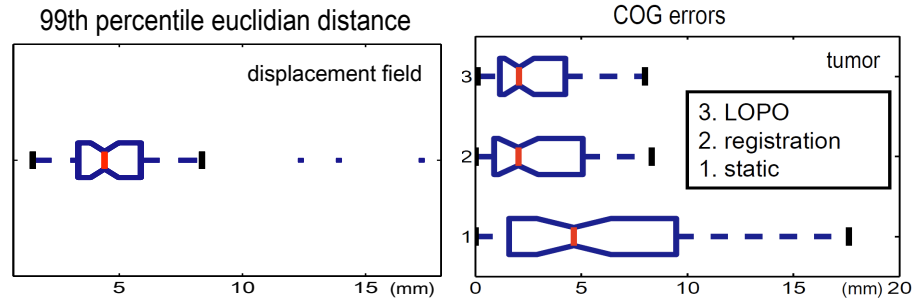 99th percentile euclidian distance
displacement field
5
10
15
(mm)
COG errors
tumor
3
2
1
3. LOPO
2. registration
1. static
0
5
10
15
(mm)
20